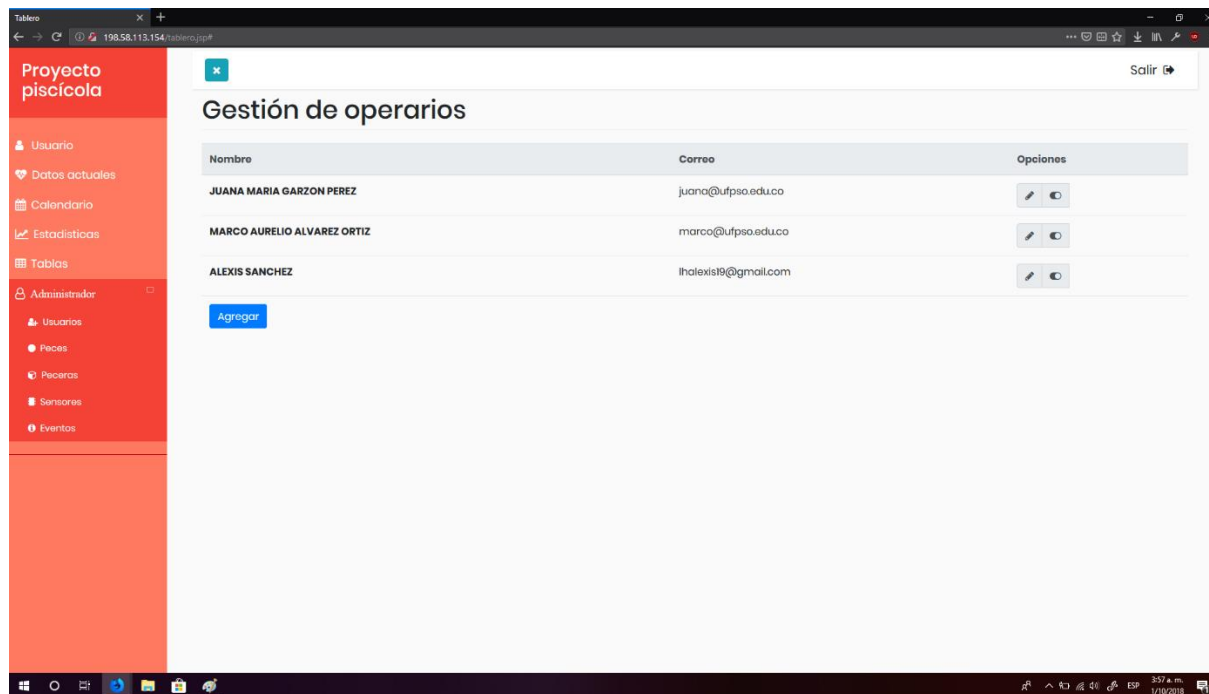 Tablero
198.58.113.154/tablero.jsp#
Proyecto
piscícola
Salir
Gestión de operarios
Usuario
Datos actuales
Calendario
Estadisticas
Tablas
Administrador
Usuarios
Peces
Peceras
Sensores
Eventos
Nombre Correo Opciones
JUANA MARIA GARZON PEREZ juana@ufpso.edu.co
MARCO AURELIO ALVAREZ ORTIZ marco@ufpso.edu.co
ALEXIS SANCHEZ lhalexis19@gmail.com
Agregar
ESP
3:57 a. m.
1/10/2018